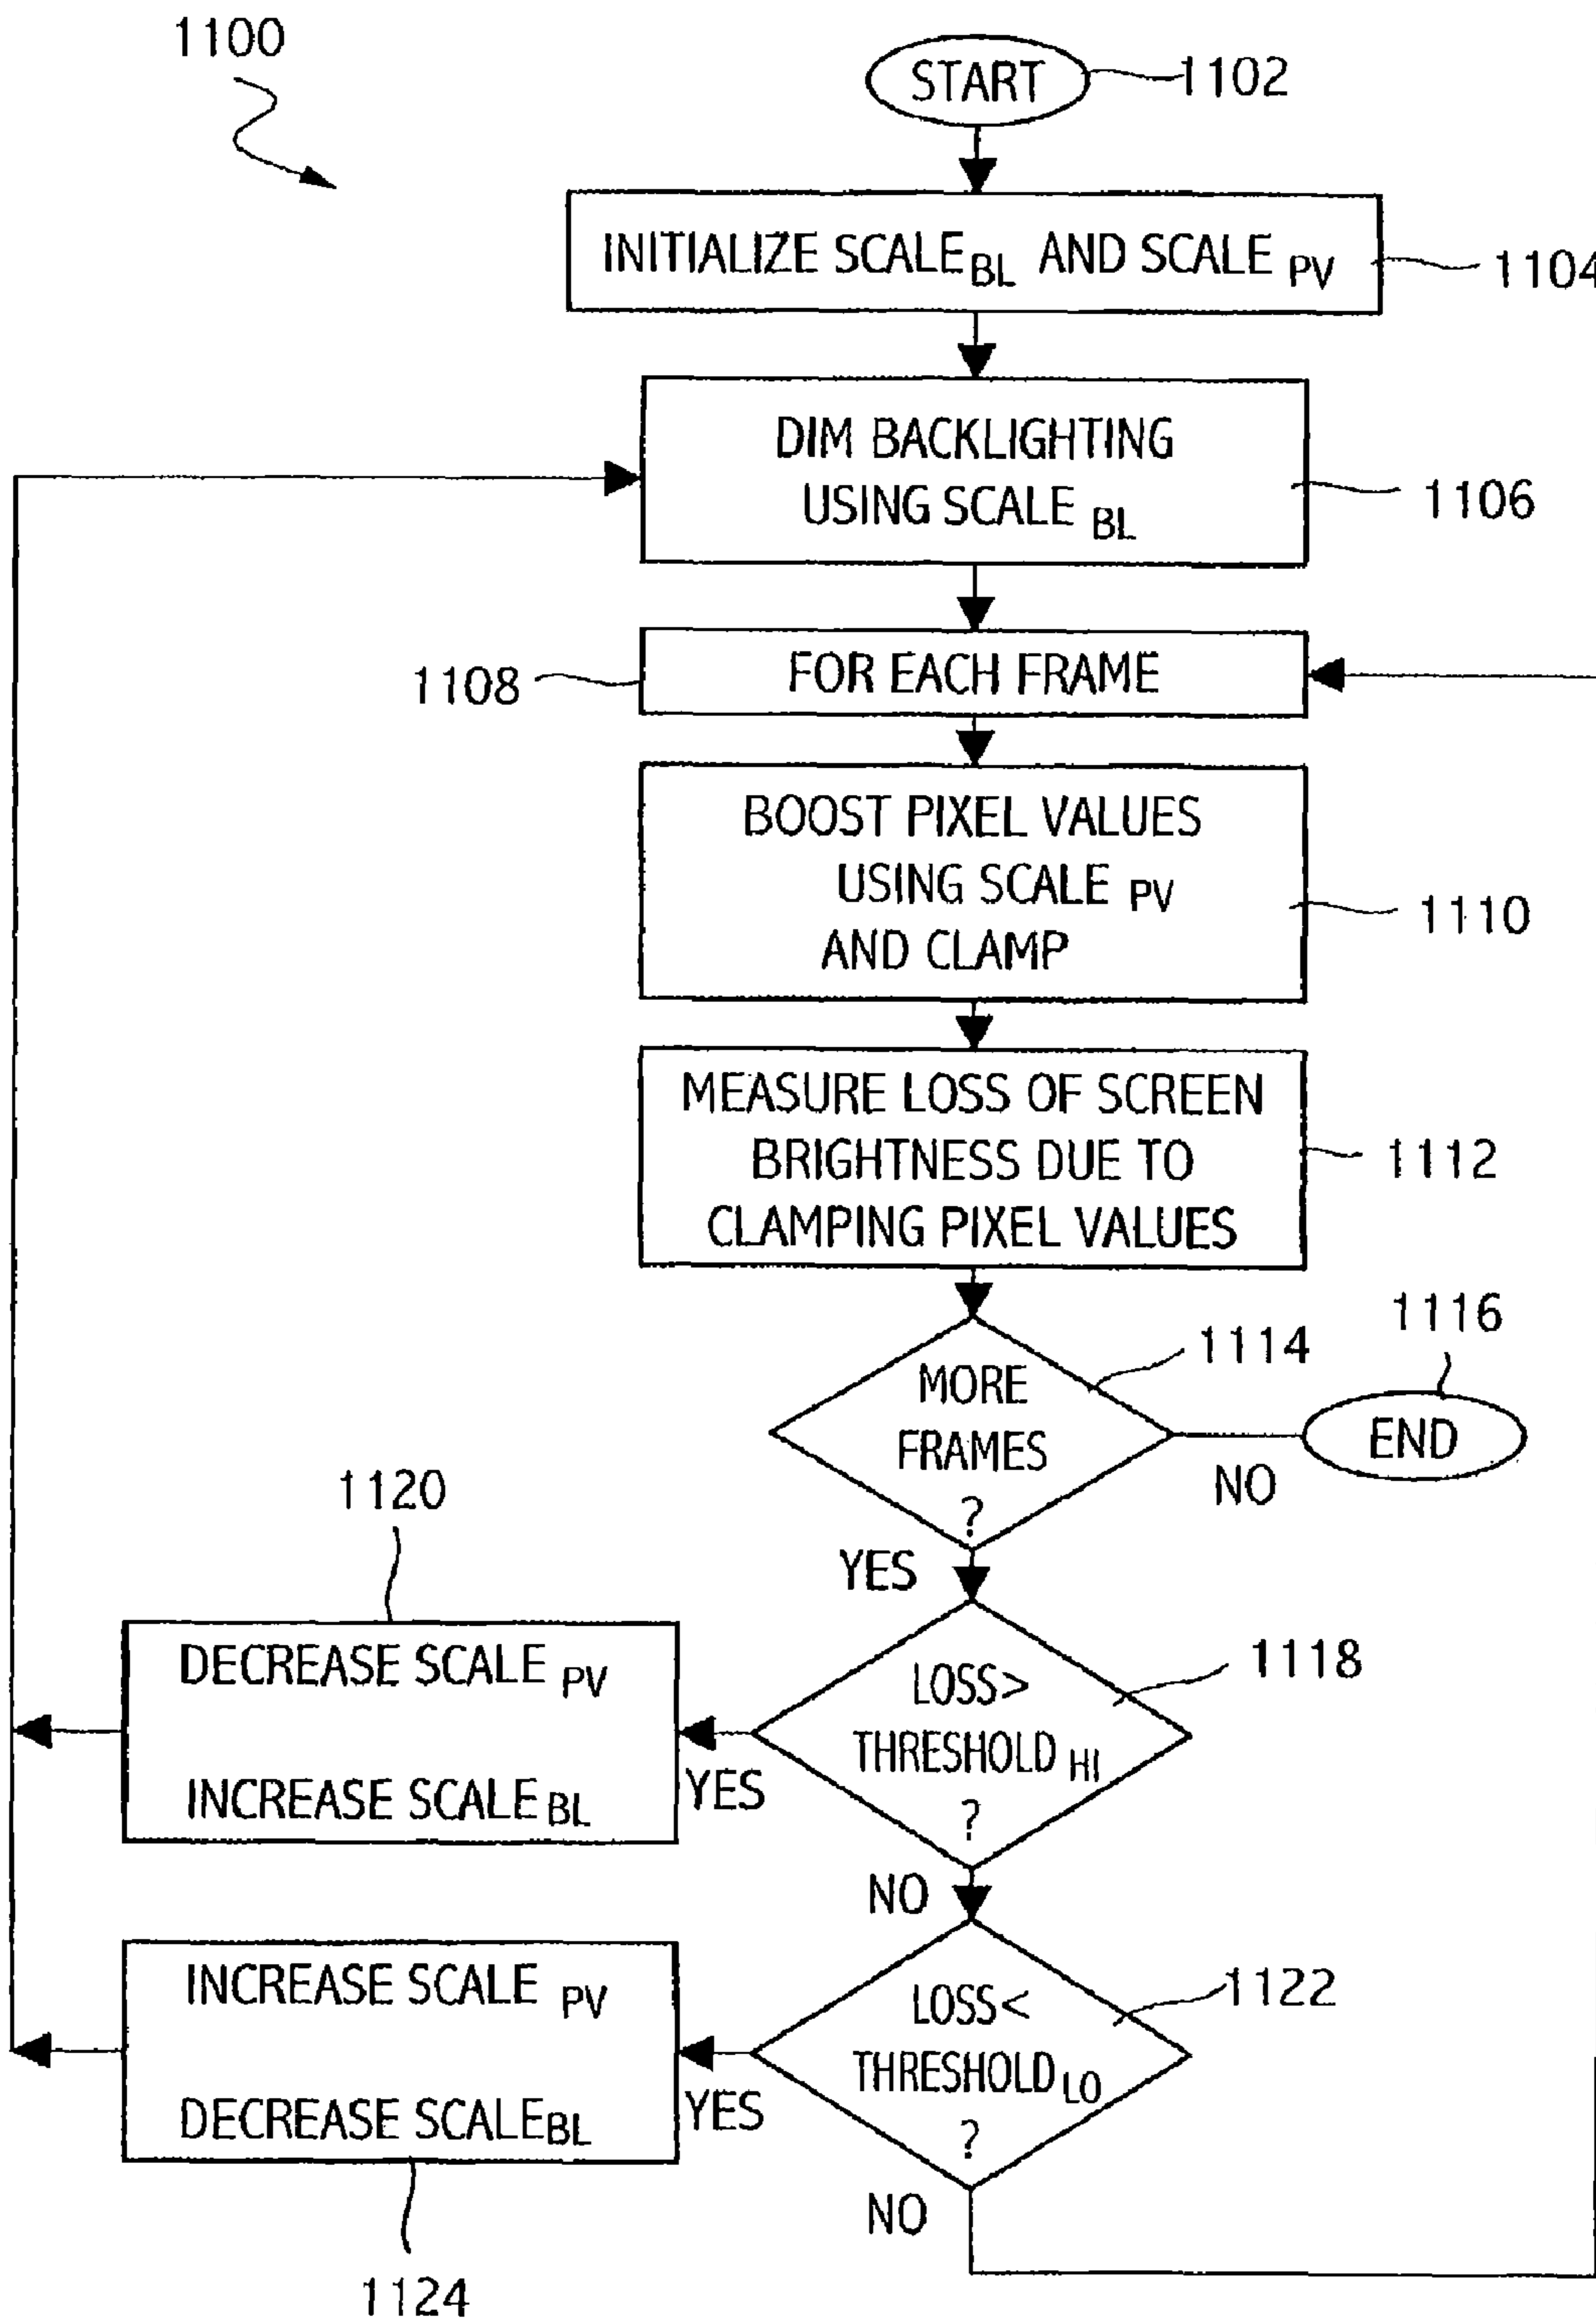 1100
START
1102
INITIALIZE SCALE BL AND SCALE PV
1104
DIM BACKLIGHTING
USING SCALE BL
1106
FOR EACH FRAME
1108
BOOST PIXEL VALUES
USING SCALE PV
AND CLAMP
1110
MEASURE LOSS OF SCREEN
BRIGHTNESS DUE TO
CLAMPING PIXEL VALUES
1112
MORE
FRAMES
?
1114
1116
END
NO
YES
1120
DECREASE SCALE PV
INCREASE SCALE BL
LOSS>
THRESHOLD HI
?
1118
YES
NO
INCREASE SCALE PV
DECREASE SCALE BL
LOSS<
THRESHOLD LO
?
1122
YES
NO
1124